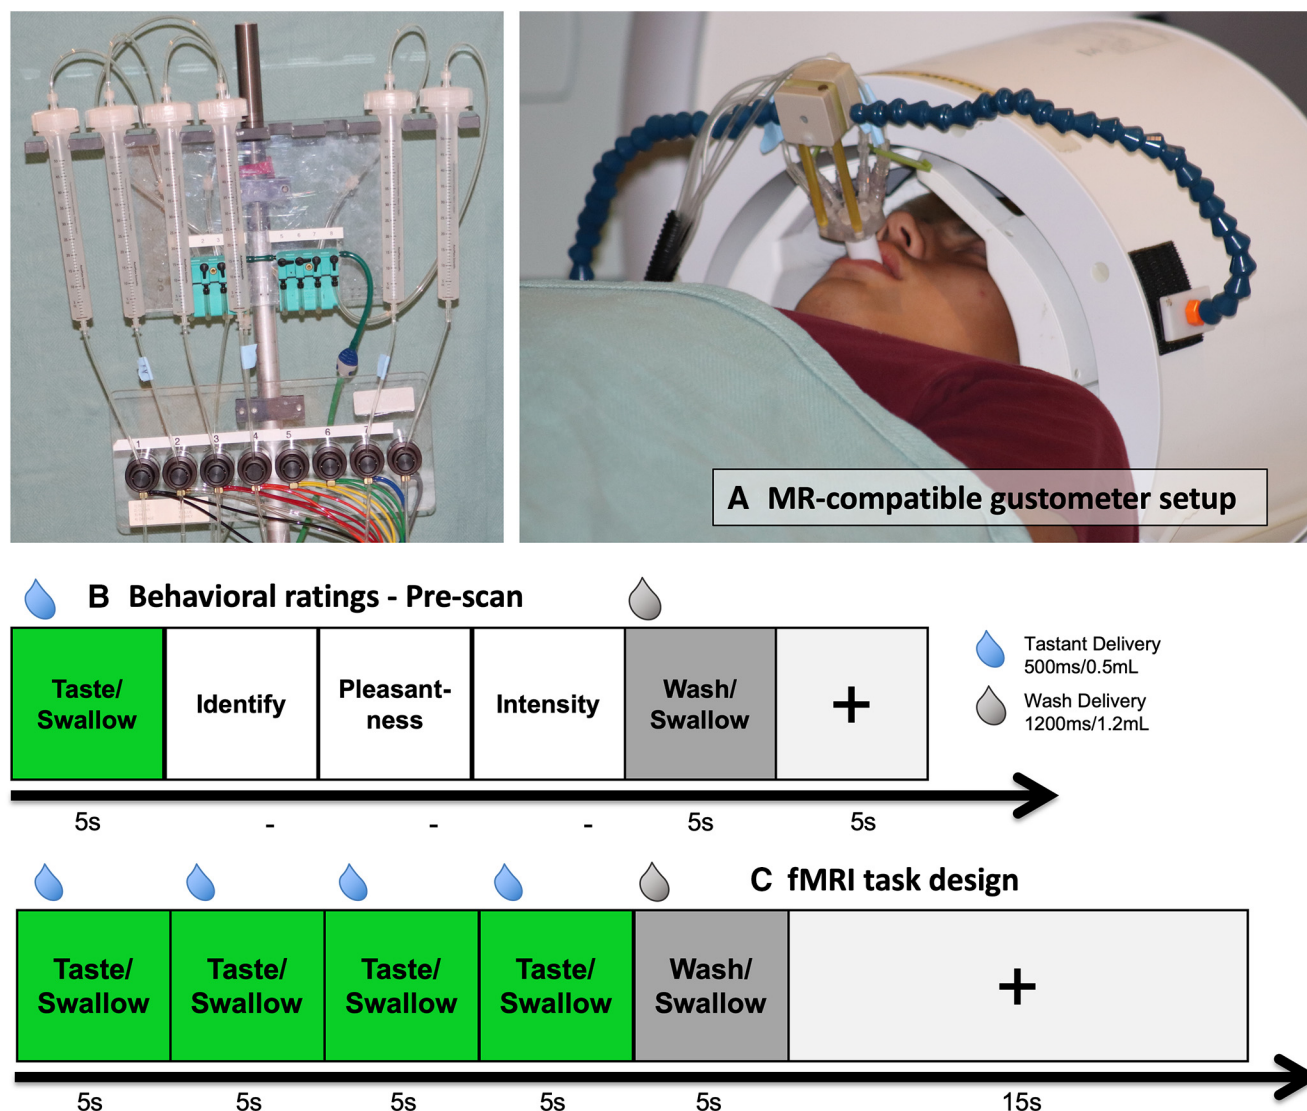 1 2 3 4 5 6 7
A MR-compatible gustometer setup
B Behavioral ratings - Pre-scan
Taste/
Swallow
Identify
Pleasant-
ness
Intensity
Wash/
Swallow
+
Tastant Delivery
500ms/0.5mL
Wash Delivery
1200ms/1.2mL
5s - - - 5s 5s
C fMRI task design
Taste/
Swallow
Taste/
Swallow
Taste/
Swallow
Taste/
Swallow
Wash/
Swallow
+
5s 5s 5s 5s 5s 15s